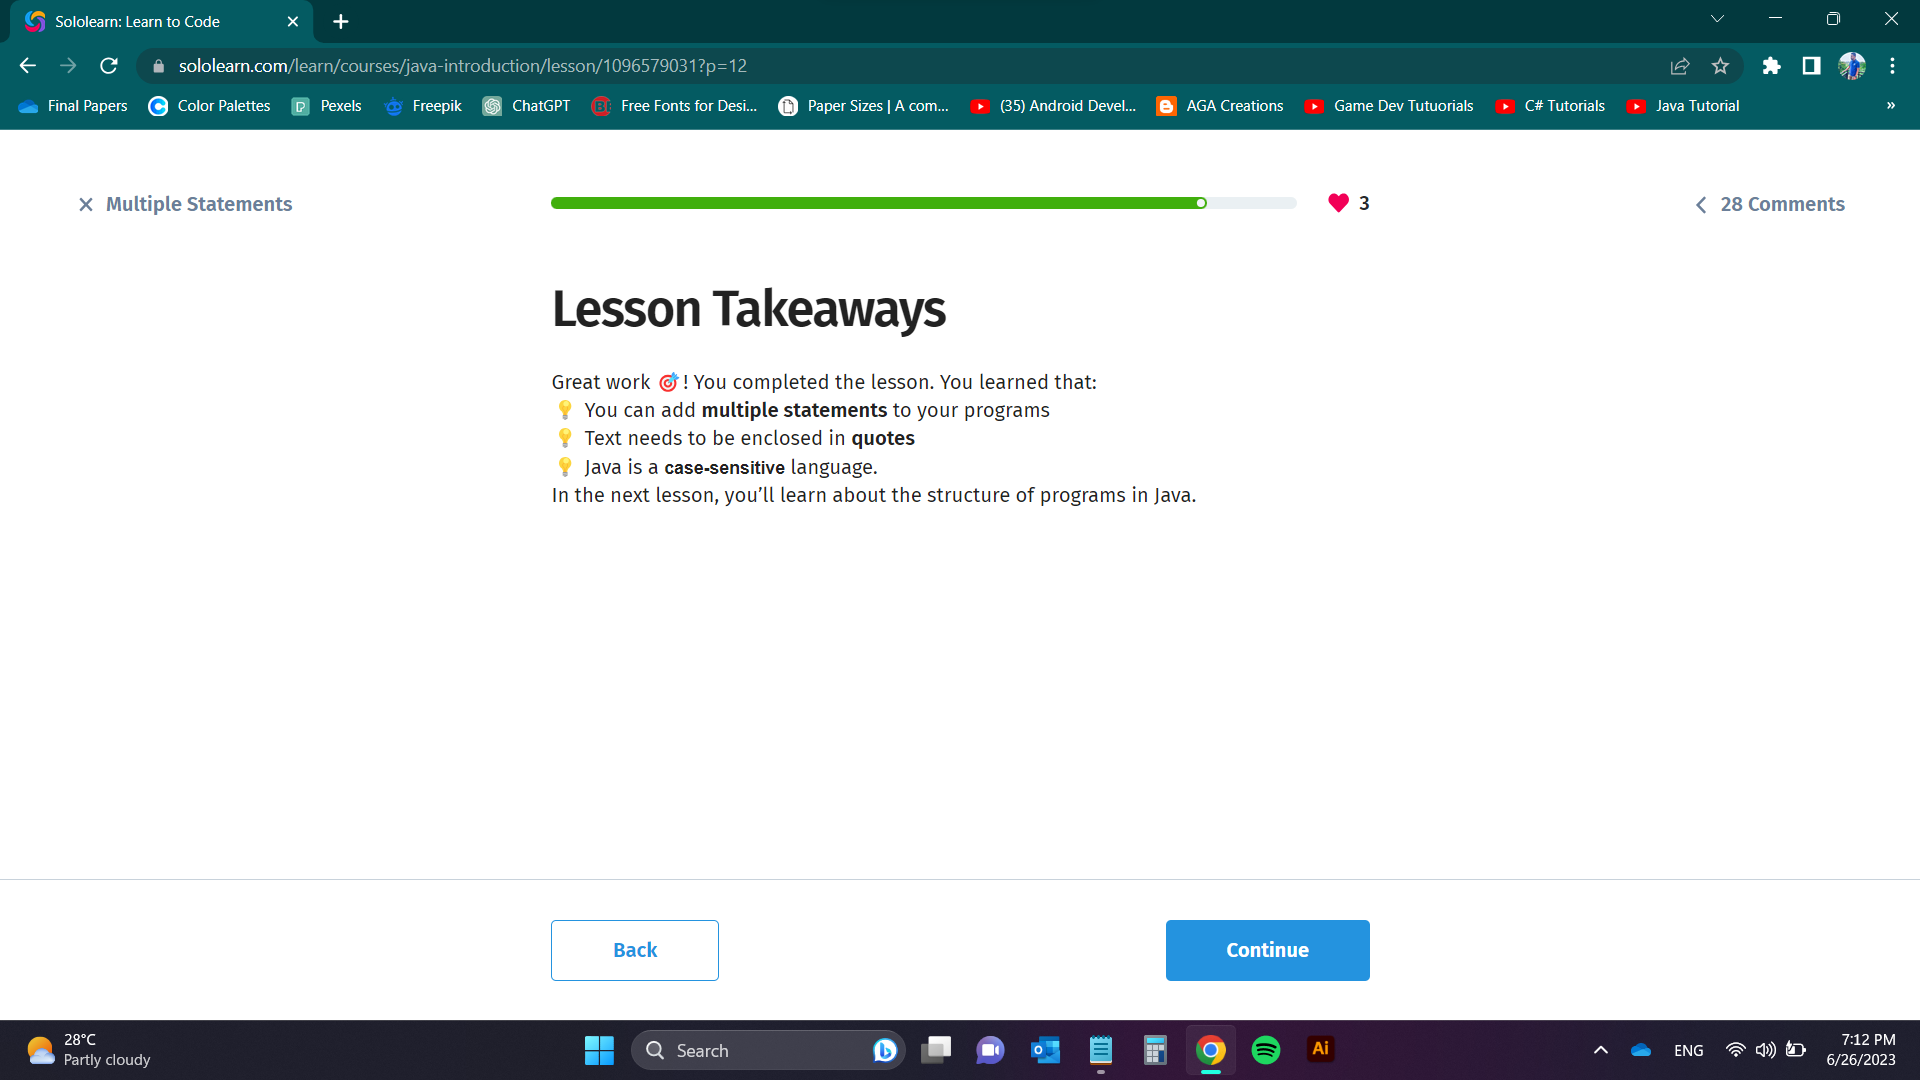 Sololearn: Learn to Code
sololearn.com/learn/courses/java-introduction/lesson/1096579031?p=12
Final Papers Color Palettes Pexels Freepik ChatGPT Free Fonts for Desi... Paper Sizes | A com... (35) Android Devel... AGA Creations Game Dev Tutuorials C# Tutorials Java Tutorial »
Multiple Statements 3 28 Comments
Lesson Takeaways
Great work 🎯! You completed the lesson. You learned that:
💡 You can add multiple statements to your programs
💡 Text needs to be enclosed in quotes
💡 Java is a case-sensitive language.
In the next lesson, you’ll learn about the structure of programs in Java.
Back Continue
28°C
Partly cloudy
Search
Ai
ENG
7:12 PM
6/26/2023